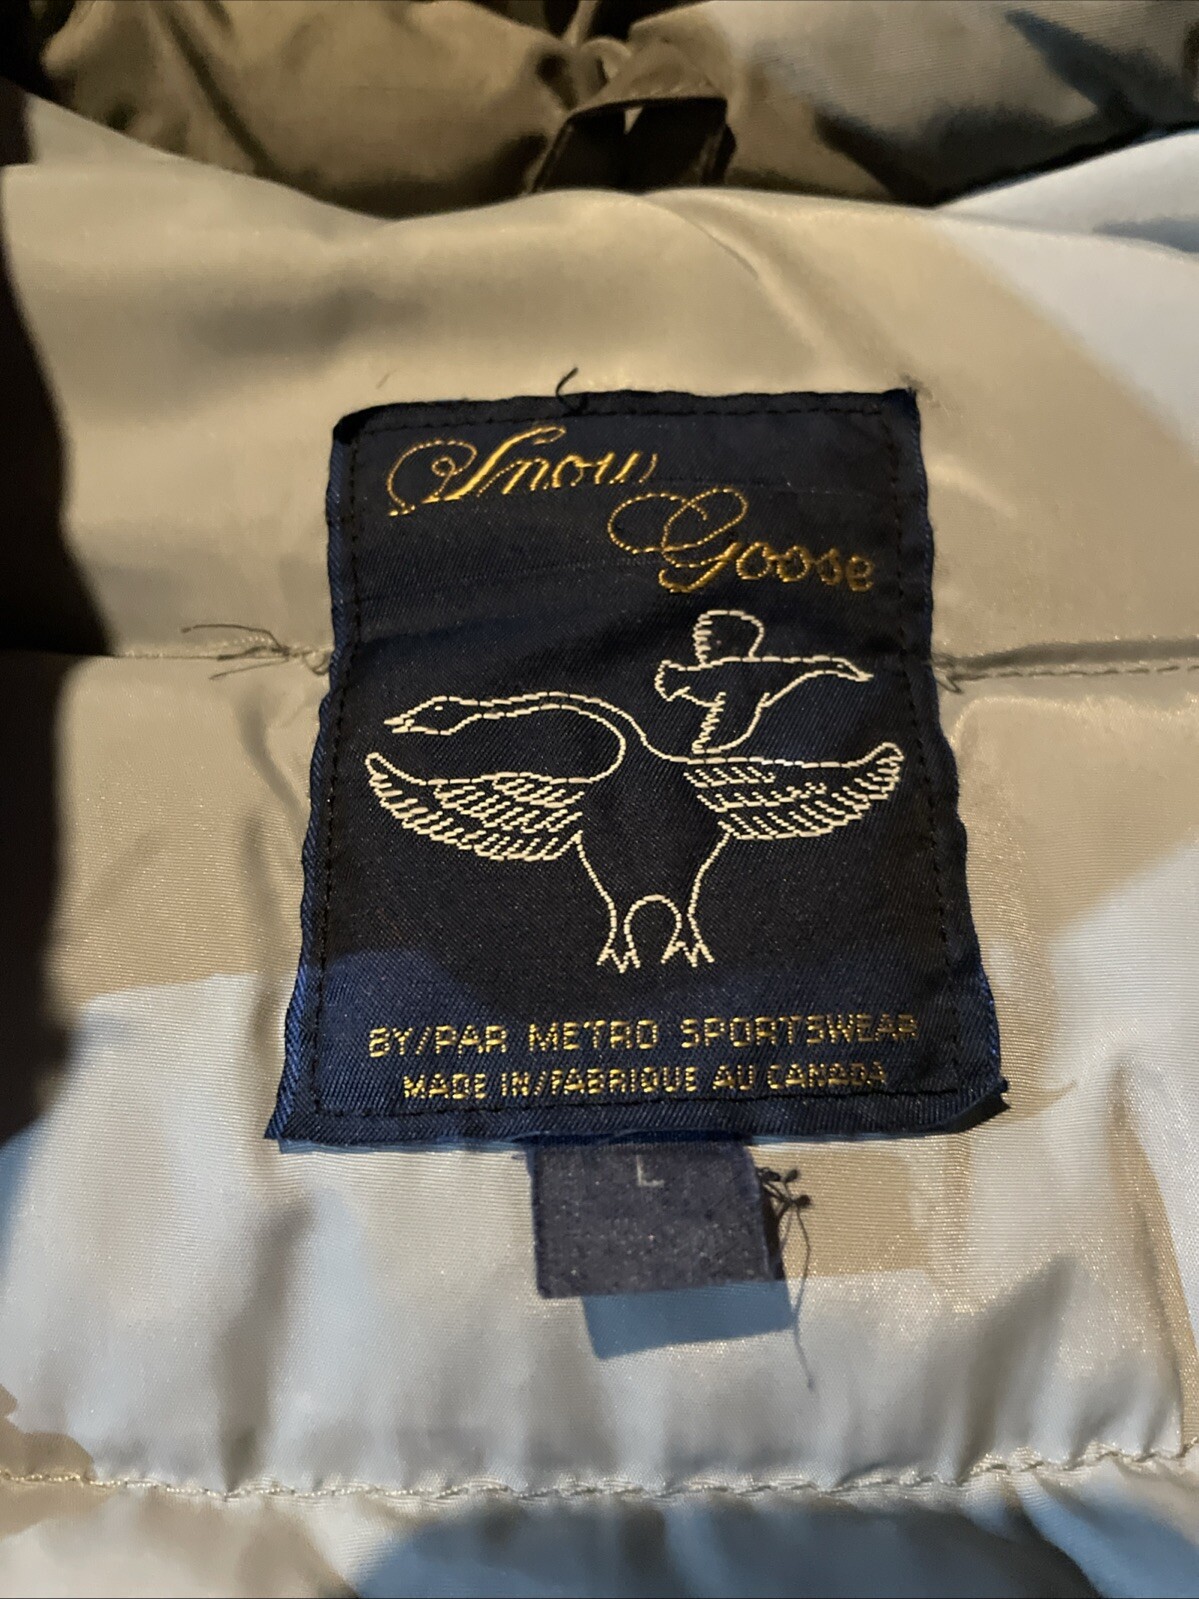 Snow
Goose
BY/PAR METRO SPORTSWEAR
MADE IN/FABRIQUE AU CANADA
L